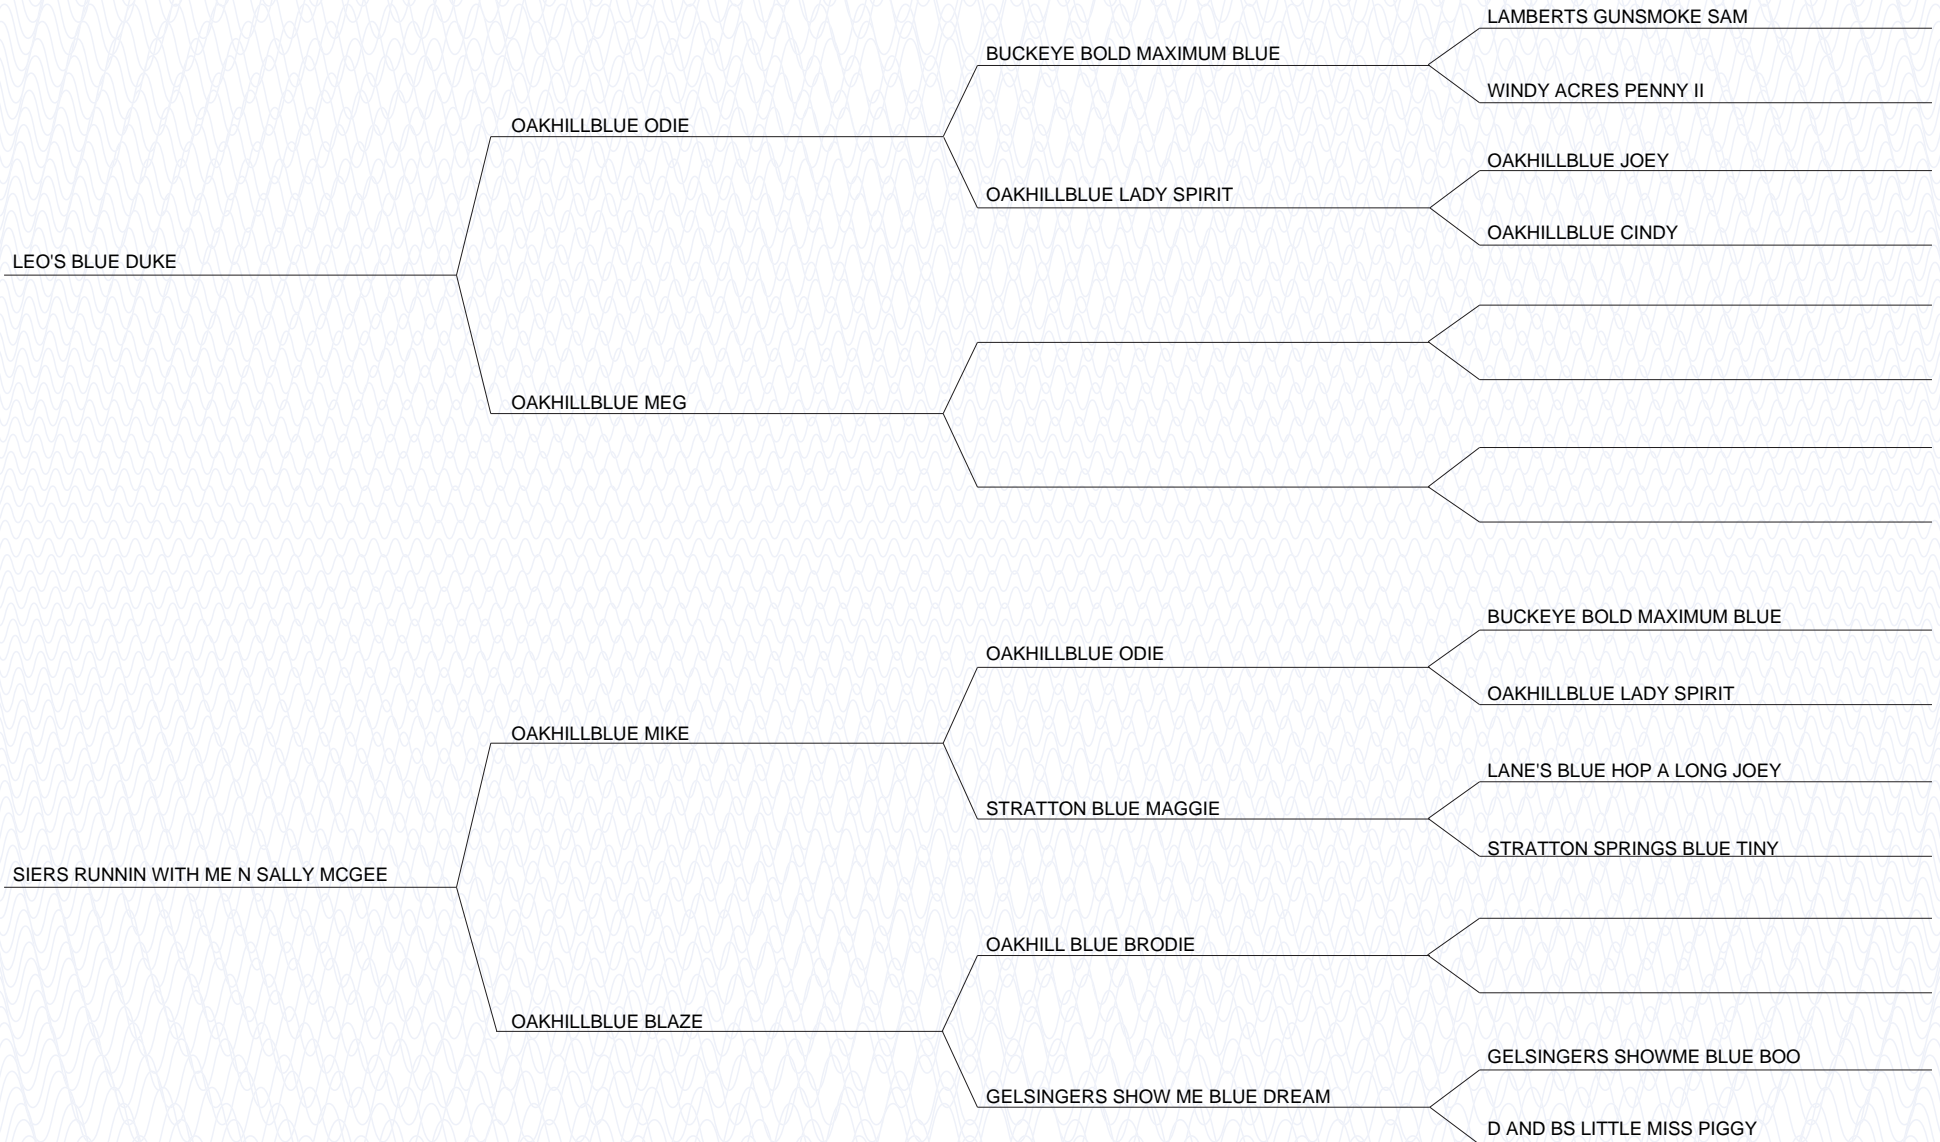 LAMBERTS GUNSMOKE SAM
BUCKEYE BOLD MAXIMUM BLUE
WINDY ACRES PENNY II
OAKHILLBLUE ODIE
OAKHILLBLUE JOEY
OAKHILLBLUE LADY SPIRIT
OAKHILLBLUE CINDY
LEO'S BLUE DUKE
OAKHILLBLUE MEG
BUCKEYE BOLD MAXIMUM BLUE
OAKHILLBLUE ODIE
OAKHILLBLUE LADY SPIRIT
OAKHILLBLUE MIKE
LANE'S BLUE HOP A LONG JOEY
STRATTON BLUE MAGGIE
STRATTON SPRINGS BLUE TINY
SIERS RUNNIN WITH ME N SALLY MCGEE
OAKHILL BLUE BRODIE
OAKHILLBLUE BLAZE
GELSINGERS SHOWME BLUE BOO
GELSINGERS SHOW ME BLUE DREAM
D AND BS LITTLE MISS PIGGY